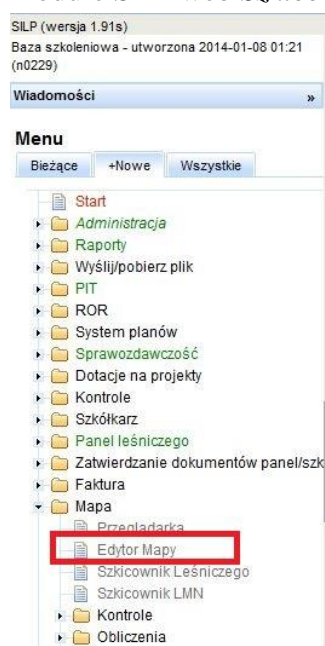 SILP (wersja 1.91s)
Baza szkoleniowa - utworzona 2014-01-08 01:21
(n0229)
Wiadomości »
Menu
Bieżące +Nowe Wszystkie
Start
Administracja
Raporty
Wyślij/pobierz plik
PIT
ROR
System planów
Sprawozdawczość
Dotacje na projekty
Kontrole
Szkółkarz
Panel leśniczego
Zatwierdzanie dokumentów panel/szk
Faktura
Mapa
Przeglądarka
Edytor Mapy
Szkicownik Leśniczego
Szkicownik LMN
Kontrole
Obliczenia